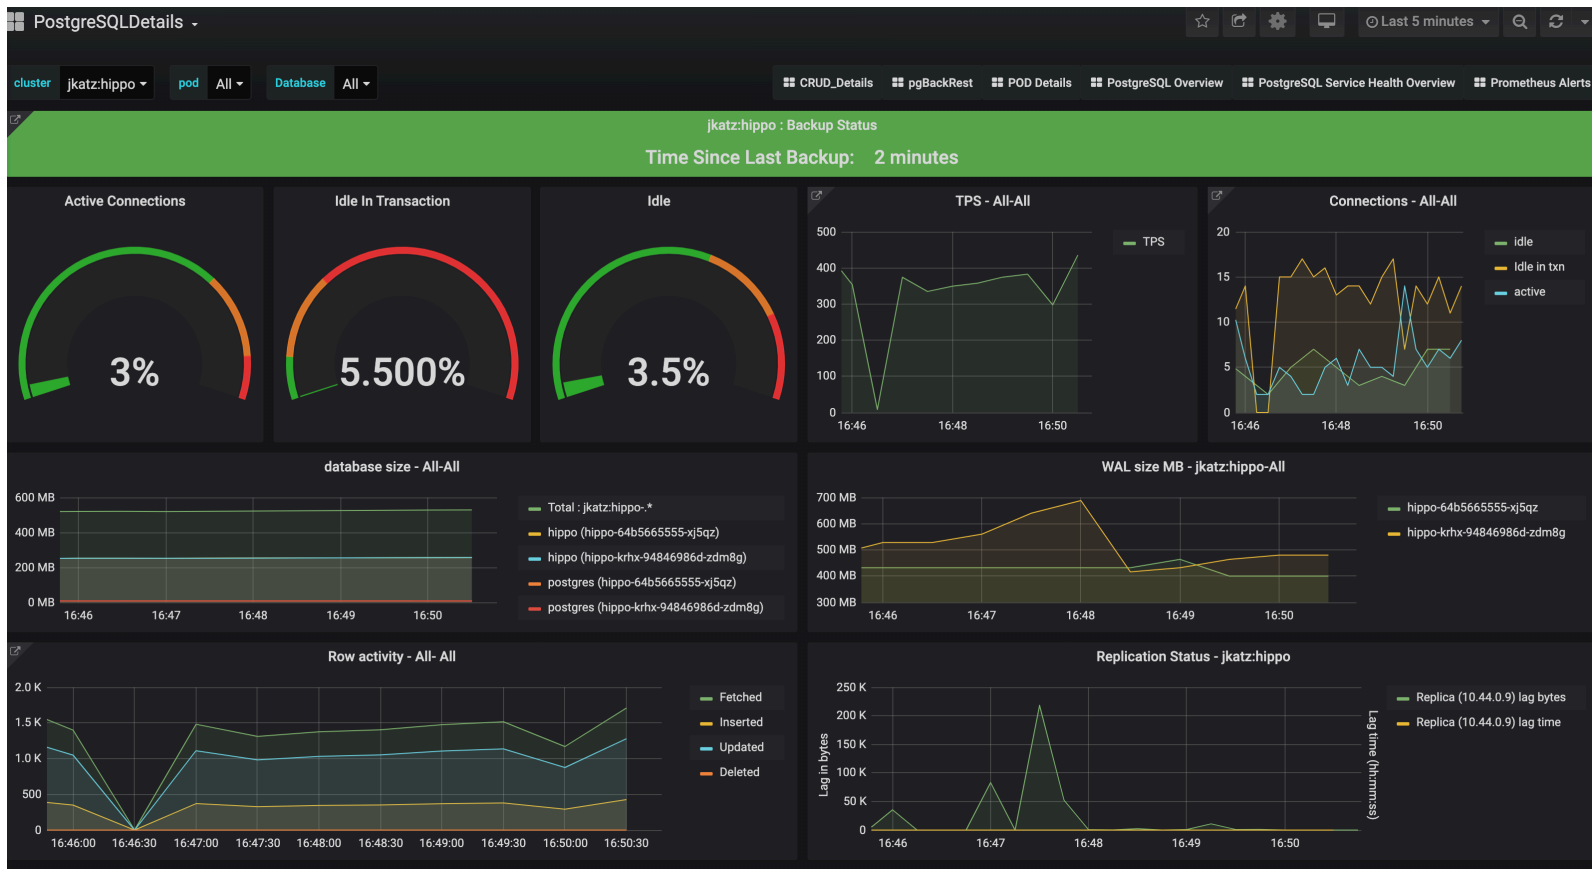 PostgreSQLDetails
Last 5 minutes
cluster jkatz:hippo pod All Database All
CRUD_Details pgBackRest POD Details PostgreSQL Overview PostgreSQL Service Health Overview Prometheus Alerts
jkatz:hippo : Backup Status
Time Since Last Backup: 2 minutes
Active Connections
3%
Idle In Transaction
5.500%
Idle
3.5%
TPS - All-All
500
400
300
200
100
0
16:46 16:48 16:50
TPS
Connections - All-All
20
15
10
5
0
16:46 16:48 16:50
idle
Idle in txn
active
database size - All-All
600 MB
400 MB
200 MB
0 MB
16:46 16:47 16:48 16:49 16:50
Total : jkatz:hippo-.*
hippo (hippo-64b5665555-xj5qz)
hippo (hippo-krhx-94846986d-zdm8g)
postgres (hippo-64b5665555-xj5qz)
postgres (hippo-krhx-94846986d-zdm8g)
WAL size MB - jkatz:hippo-All
700 MB
600 MB
500 MB
400 MB
300 MB
16:46 16:47 16:48 16:49 16:50
hippo-64b5665555-xj5qz
hippo-krhx-94846986d-zdm8g
Row activity - All- All
2.0 K
1.5 K
1.0 K
500
0
16:46:00 16:46:30 16:47:00 16:47:30 16:48:00 16:48:30 16:49:00 16:49:30 16:50:00 16:50:30
Fetched
Inserted
Updated
Deleted
Replication Status - jkatz:hippo
Lag in bytes
250 K
200 K
150 K
100 K
50 K
0
16:46 16:47 16:48 16:49 16:50
Lag time (hh:mm:ss)
Replica (10.44.0.9) lag bytes
Replica (10.44.0.9) lag time